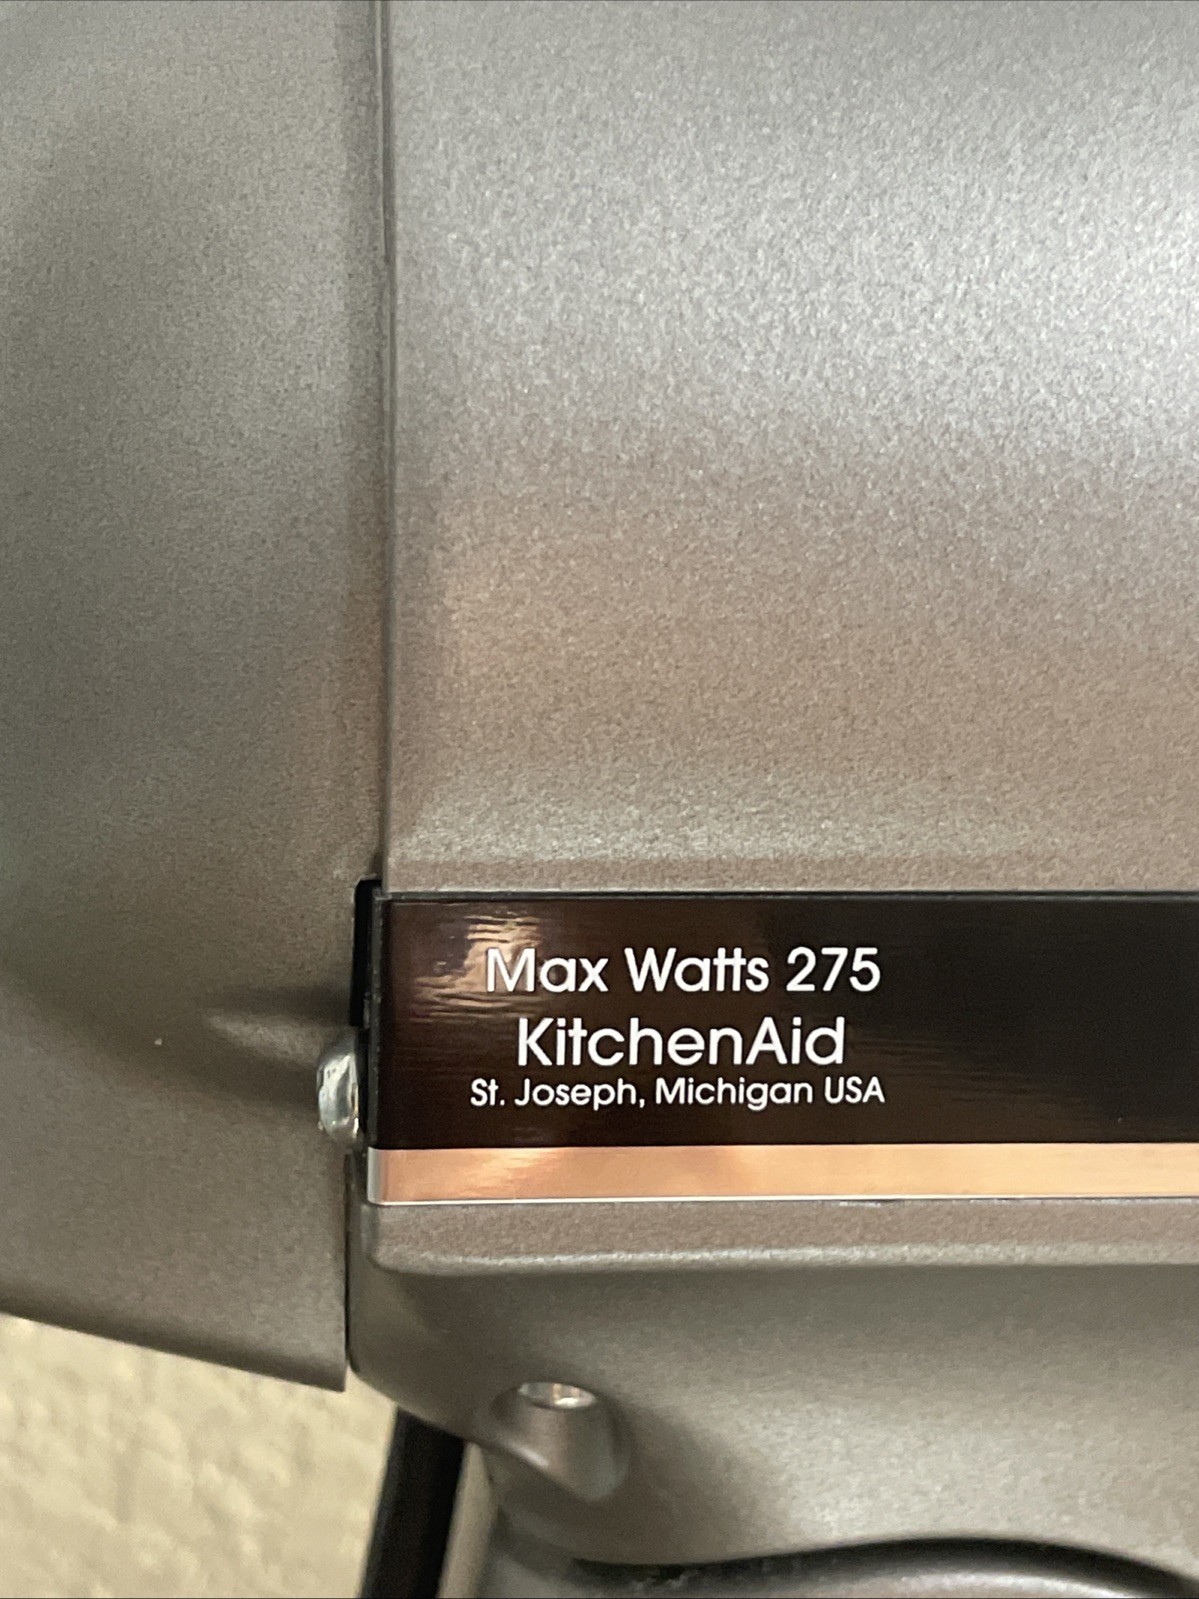 Max Watts 275
KitchenAid
St. Joseph, Michigan USA